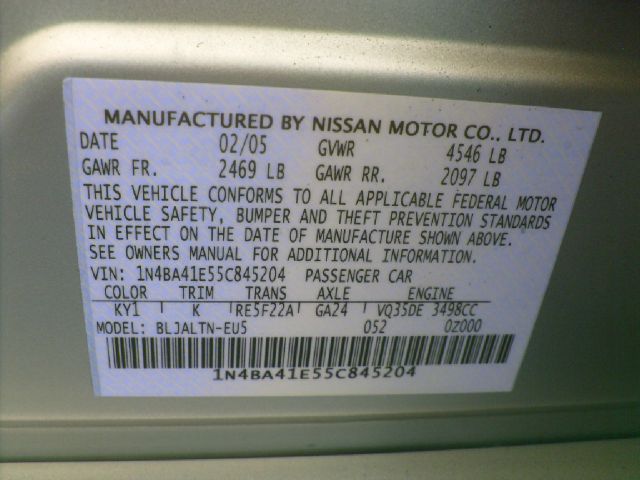 MANUFACTURED BY NISSAN MOTOR CO., LTD.
DATE 02/05 GVWR 4546 LB
GAWR FR. 2469 LB GAWR RR. 2097 LB
THIS VEHICLE CONFORMS TO ALL APPLICABLE FEDERAL MOTOR
VEHICLE SAFETY, BUMPER AND THEFT PREVENTION STANDARDS
IN EFFECT ON THE DATE OF MANUFACTURE SHOWN ABOVE.
SEE OWNERS MANUAL FOR ADDITIONAL INFORMATION.
VIN: 1N4BA41E55C845204 PASSENGER CAR
COLOR TRIM TRANS AXLE ENGINE
KY1 K RE5F22A GA24 VQ35DE 3498CC
MODEL: BLJALTN-EU5 052 0Z000
1N4BA41E55C845204